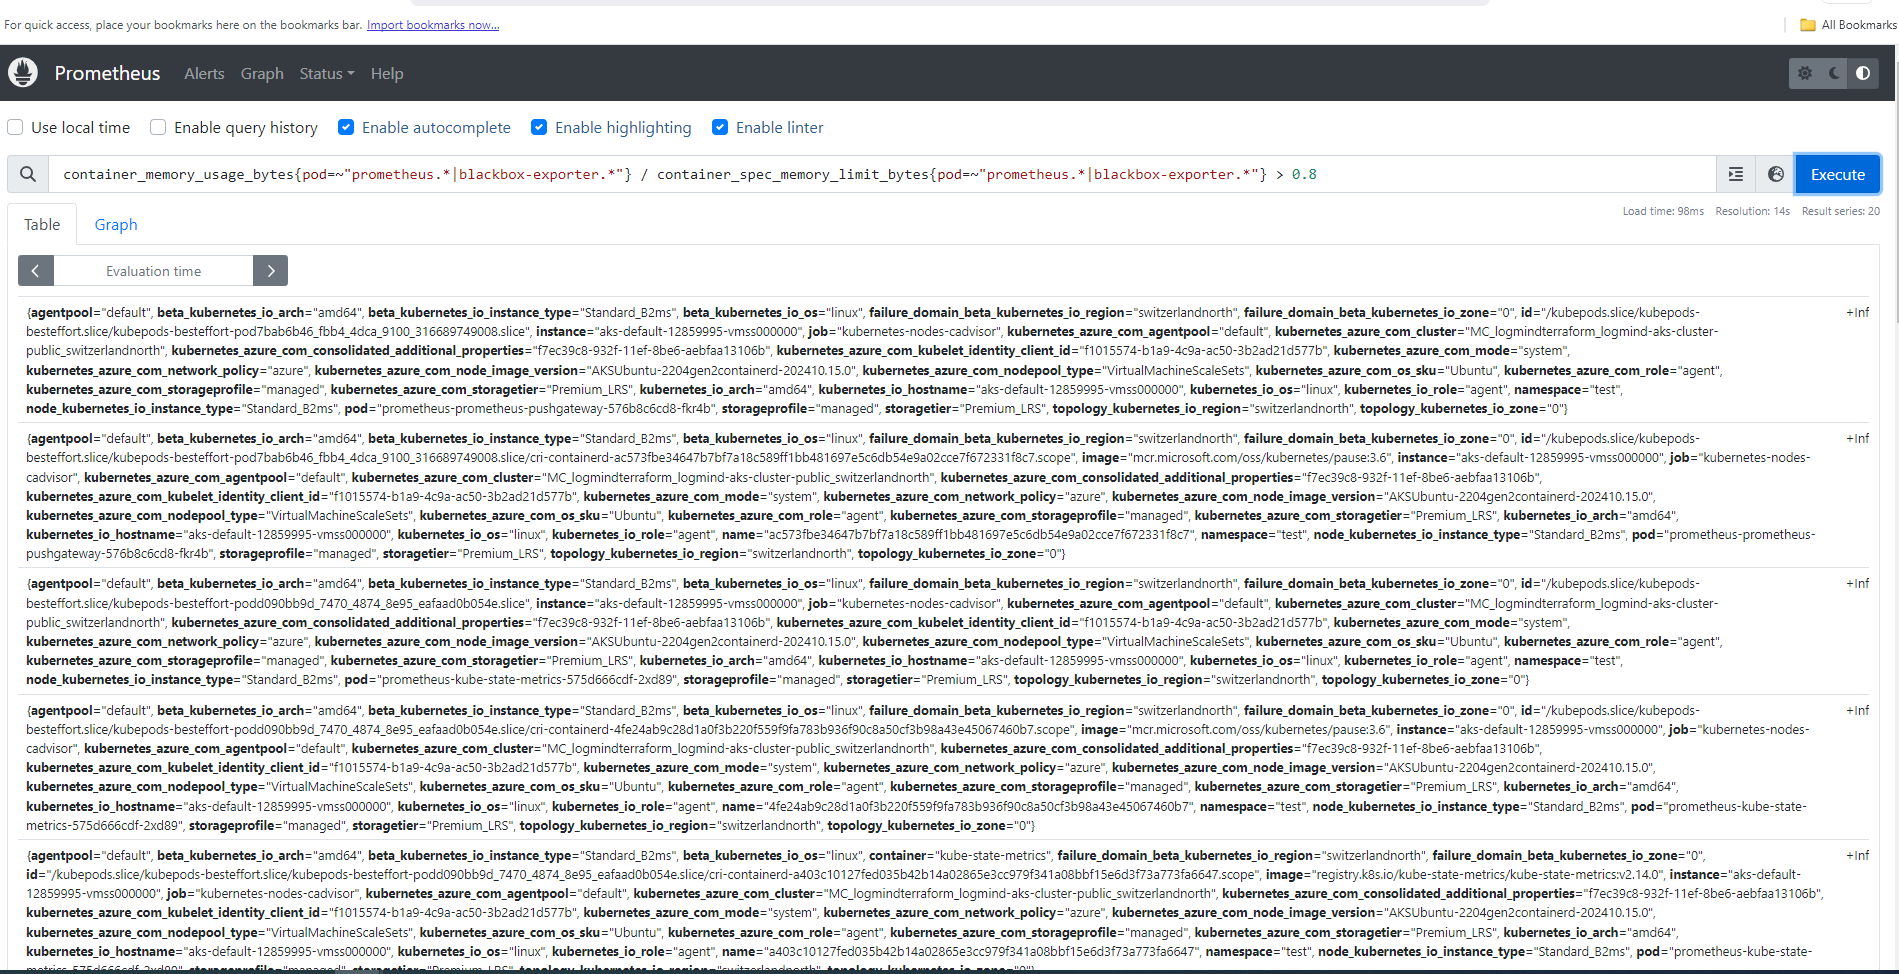 For quick access, place your bookmarks here on the bookmarks bar. Import bookmarks now...
All Bookmarks
Prometheus Alerts Graph Status Help
Use local time Enable query history Enable autocomplete Enable highlighting Enable linter
container_memory_usage_bytes{pod=~"prometheus.*|blackbox-exporter.*"} / container_spec_memory_limit_bytes{pod=~"prometheus.*|blackbox-exporter.*"} > 0.8
Execute
Load time: 98ms Resolution: 14s Result series: 20
Table Graph
Evaluation time
{agentpool="default", beta_kubernetes_io_arch="amd64", beta_kubernetes_io_instance_type="Standard_B2ms", beta_kubernetes_io_os="linux", failure_domain_beta_kubernetes_io_region="switzerlandnorth", failure_domain_beta_kubernetes_io_zone="0", id="/kubepods.slice/kubepods- +Inf
besteffort.slice/kubepods-besteffort-pod7bab6b46_fbb4_4dca_9100_316689749008.slice", instance="aks-default-12859995-vmss000000", job="kubernetes-nodes-cadvisor", kubernetes_azure_com_agentpool="default", kubernetes_azure_com_cluster="MC_logmindterraform_logmind-aks-cluster-
public_switzerlandnorth", kubernetes_azure_com_consolidated_additional_properties="f7ec39c8-932f-11ef-8be6-aebfaa13106b", kubernetes_azure_com_kubelet_identity_client_id="f1015574-b1a9-4c9a-ac50-3b2ad21d577b", kubernetes_azure_com_mode="system",
kubernetes_azure_com_network_policy="azure", kubernetes_azure_com_node_image_version="AKSUbuntu-2204gen2containerd-202410.15.0", kubernetes_azure_com_nodepool_type="VirtualMachineScaleSets", kubernetes_azure_com_os_sku="Ubuntu", kubernetes_azure_com_role="agent",
kubernetes_azure_com_storageprofile="managed", kubernetes_azure_com_storagetier="Premium_LRS", kubernetes_io_arch="amd64", kubernetes_io_hostname="aks-default-12859995-vmss000000", kubernetes_io_os="linux", kubernetes_io_role="agent", namespace="test",
node_kubernetes_io_instance_type="Standard_B2ms", pod="prometheus-prometheus-pushgateway-576b8c6cd8-fkr4b", storageprofile="managed", storagetier="Premium_LRS", topology_kubernetes_io_region="switzerlandnorth", topology_kubernetes_io_zone="0"}
{agentpool="default", beta_kubernetes_io_arch="amd64", beta_kubernetes_io_instance_type="Standard_B2ms", beta_kubernetes_io_os="linux", failure_domain_beta_kubernetes_io_region="switzerlandnorth", failure_domain_beta_kubernetes_io_zone="0", id="/kubepods.slice/kubepods- +Inf
besteffort.slice/kubepods-besteffort-pod7bab6b46_fbb4_4dca_9100_316689749008.slice/cri-containerd-ac573fbe34647b7bf7a18c589ff1bb481697e5c6db54e9a02cce7f672331f8c7.scope", image="mcr.microsoft.com/oss/kubernetes/pause:3.6", instance="aks-default-12859995-vmss000000", job="kubernetes-nodes-
cadvisor", kubernetes_azure_com_agentpool="default", kubernetes_azure_com_cluster="MC_logmindterraform_logmind-aks-cluster-public_switzerlandnorth", kubernetes_azure_com_consolidated_additional_properties="f7ec39c8-932f-11ef-8be6-aebfaa13106b",
kubernetes_azure_com_kubelet_identity_client_id="f1015574-b1a9-4c9a-ac50-3b2ad21d577b", kubernetes_azure_com_mode="system", kubernetes_azure_com_network_policy="azure", kubernetes_azure_com_node_image_version="AKSUbuntu-2204gen2containerd-202410.15.0",
kubernetes_azure_com_nodepool_type="VirtualMachineScaleSets", kubernetes_azure_com_os_sku="Ubuntu", kubernetes_azure_com_role="agent", kubernetes_azure_com_storageprofile="managed", kubernetes_azure_com_storagetier="Premium_LRS", kubernetes_io_arch="amd64",
kubernetes_io_hostname="aks-default-12859995-vmss000000", kubernetes_io_os="linux", kubernetes_io_role="agent", name="ac573fbe34647b7bf7a18c589ff1bb481697e5c6db54e9a02cce7f672331f8c7", namespace="test", node_kubernetes_io_instance_type="Standard_B2ms", pod="prometheus-prometheus-
pushgateway-576b8c6cd8-fkr4b", storageprofile="managed", storagetier="Premium_LRS", topology_kubernetes_io_region="switzerlandnorth", topology_kubernetes_io_zone="0"}
{agentpool="default", beta_kubernetes_io_arch="amd64", beta_kubernetes_io_instance_type="Standard_B2ms", beta_kubernetes_io_os="linux", failure_domain_beta_kubernetes_io_region="switzerlandnorth", failure_domain_beta_kubernetes_io_zone="0", id="/kubepods.slice/kubepods- +Inf
besteffort.slice/kubepods-besteffort-podd090bb9d_7470_4874_8e95_eafaad0b054e.slice", instance="aks-default-12859995-vmss000000", job="kubernetes-nodes-cadvisor", kubernetes_azure_com_agentpool="default", kubernetes_azure_com_cluster="MC_logmindterraform_logmind-aks-cluster-
public_switzerlandnorth", kubernetes_azure_com_consolidated_additional_properties="f7ec39c8-932f-11ef-8be6-aebfaa13106b", kubernetes_azure_com_kubelet_identity_client_id="f1015574-b1a9-4c9a-ac50-3b2ad21d577b", kubernetes_azure_com_mode="system",
kubernetes_azure_com_network_policy="azure", kubernetes_azure_com_node_image_version="AKSUbuntu-2204gen2containerd-202410.15.0", kubernetes_azure_com_nodepool_type="VirtualMachineScaleSets", kubernetes_azure_com_os_sku="Ubuntu", kubernetes_azure_com_role="agent",
kubernetes_azure_com_storageprofile="managed", kubernetes_azure_com_storagetier="Premium_LRS", kubernetes_io_arch="amd64", kubernetes_io_hostname="aks-default-12859995-vmss000000", kubernetes_io_os="linux", kubernetes_io_role="agent", namespace="test",
node_kubernetes_io_instance_type="Standard_B2ms", pod="prometheus-kube-state-metrics-575d666cdf-2xd89", storageprofile="managed", storagetier="Premium_LRS", topology_kubernetes_io_region="switzerlandnorth", topology_kubernetes_io_zone="0"}
{agentpool="default", beta_kubernetes_io_arch="amd64", beta_kubernetes_io_instance_type="Standard_B2ms", beta_kubernetes_io_os="linux", failure_domain_beta_kubernetes_io_region="switzerlandnorth", failure_domain_beta_kubernetes_io_zone="0", id="/kubepods.slice/kubepods- +Inf
besteffort.slice/kubepods-besteffort-podd090bb9d_7470_4874_8e95_eafaad0b054e.slice/cri-containerd-4fe24ab9c28d1a0f3b220f559f9fa783b936f90c8a50cf3b98a43e45067460b7.scope", image="mcr.microsoft.com/oss/kubernetes/pause:3.6", instance="aks-default-12859995-vmss000000", job="kubernetes-nodes-
cadvisor", kubernetes_azure_com_agentpool="default", kubernetes_azure_com_cluster="MC_logmindterraform_logmind-aks-cluster-public_switzerlandnorth", kubernetes_azure_com_consolidated_additional_properties="f7ec39c8-932f-11ef-8be6-aebfaa13106b",
kubernetes_azure_com_kubelet_identity_client_id="f1015574-b1a9-4c9a-ac50-3b2ad21d577b", kubernetes_azure_com_mode="system", kubernetes_azure_com_network_policy="azure", kubernetes_azure_com_node_image_version="AKSUbuntu-2204gen2containerd-202410.15.0",
kubernetes_azure_com_nodepool_type="VirtualMachineScaleSets", kubernetes_azure_com_os_sku="Ubuntu", kubernetes_azure_com_role="agent", kubernetes_azure_com_storageprofile="managed", kubernetes_azure_com_storagetier="Premium_LRS", kubernetes_io_arch="amd64",
kubernetes_io_hostname="aks-default-12859995-vmss000000", kubernetes_io_os="linux", kubernetes_io_role="agent", name="4fe24ab9c28d1a0f3b220f559f9fa783b936f90c8a50cf3b98a43e45067460b7", namespace="test", node_kubernetes_io_instance_type="Standard_B2ms", pod="prometheus-kube-state-
metrics-575d666cdf-2xd89", storageprofile="managed", storagetier="Premium_LRS", topology_kubernetes_io_region="switzerlandnorth", topology_kubernetes_io_zone="0"}
{agentpool="default", beta_kubernetes_io_arch="amd64", beta_kubernetes_io_instance_type="Standard_B2ms", beta_kubernetes_io_os="linux", container="kube-state-metrics", failure_domain_beta_kubernetes_io_region="switzerlandnorth", failure_domain_beta_kubernetes_io_zone="0", +Inf
id="/kubepods.slice/kubepods-besteffort.slice/kubepods-besteffort-podd090bb9d_7470_4874_8e95_eafaad0b054e.slice/cri-containerd-a403c10127fed035b42b14a02865e3cc979f341a08bbf15e6d3f73a773fa6647.scope", image="registry.k8s.io/kube-state-metrics/kube-state-metrics:v2.14.0", instance="aks-default-
12859995-vmss000000", job="kubernetes-nodes-cadvisor", kubernetes_azure_com_agentpool="default", kubernetes_azure_com_cluster="MC_logmindterraform_logmind-aks-cluster-public_switzerlandnorth", kubernetes_azure_com_consolidated_additional_properties="f7ec39c8-932f-11ef-8be6-aebfaa13106b",
kubernetes_azure_com_kubelet_identity_client_id="f1015574-b1a9-4c9a-ac50-3b2ad21d577b", kubernetes_azure_com_mode="system", kubernetes_azure_com_network_policy="azure", kubernetes_azure_com_node_image_version="AKSUbuntu-2204gen2containerd-202410.15.0",
kubernetes_azure_com_nodepool_type="VirtualMachineScaleSets", kubernetes_azure_com_os_sku="Ubuntu", kubernetes_azure_com_role="agent", kubernetes_azure_com_storageprofile="managed", kubernetes_azure_com_storagetier="Premium_LRS", kubernetes_io_arch="amd64",
kubernetes_io_hostname="aks-default-12859995-vmss000000", kubernetes_io_os="linux", kubernetes_io_role="agent", name="a403c10127fed035b42b14a02865e3cc979f341a08bbf15e6d3f73a773fa6647", namespace="test", node_kubernetes_io_instance_type="Standard_B2ms", pod="prometheus-kube-state-
metrics-575d666cdf-2xd89", storageprofile="managed", storagetier="Premium_LRS", topology_kubernetes_io_region="switzerlandnorth", topology_kubernetes_io_zone="0"}